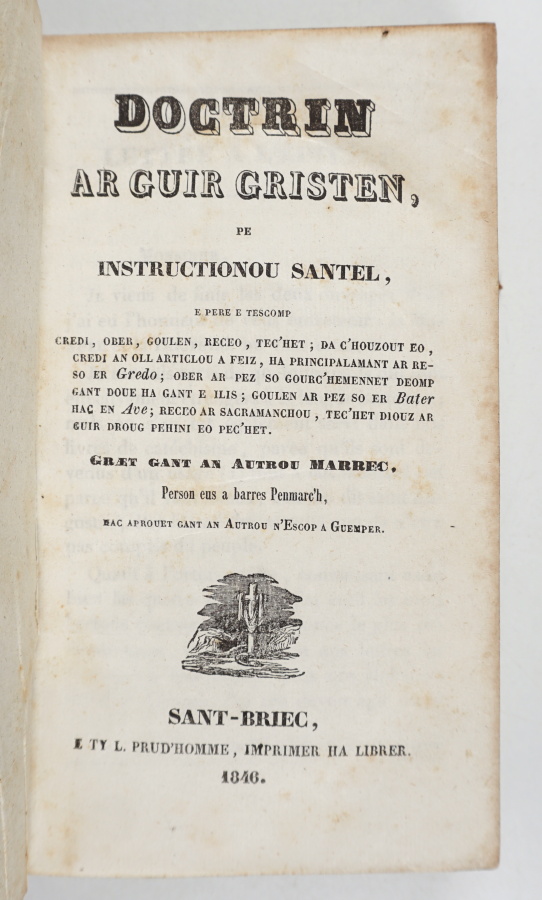 DOCTRIN
AR GUIR GRISTEN,
PE
INSTRUCTIONOU SANTEL,
E PERE E TESCOMP
CREDI, OBER, GOULEN, RECEO, TEC'HET; DA C'HOUZOUT EO,
CREDI AN OLL ARTICLOU A FEIZ, HA PRINCIPALAMANT AR RE-
SO ER Gredo; OBER AR PEZ SO GOURC'HEMENNET DEOMP
GANT DOUE HA GANT E ILIS; GOULEN AR PEZ SO ER Bater
HAC EN Ave; RECEO AR SACRAMANCHOU, TEC'HET DIOUZ AR
GUIR DROUG PEHINI EO PEC'HET.
GRÆT GANT AN AUTROU MARREC,
Person eus a barres Penmarc'h,
HAC APROUET GANT AN AUTROU N'ESCOP A GUEMPER.
SANT-BRIEC,
E TY L. PRUD'HOMME, IMPRIMER HA LIBRER.
1846.